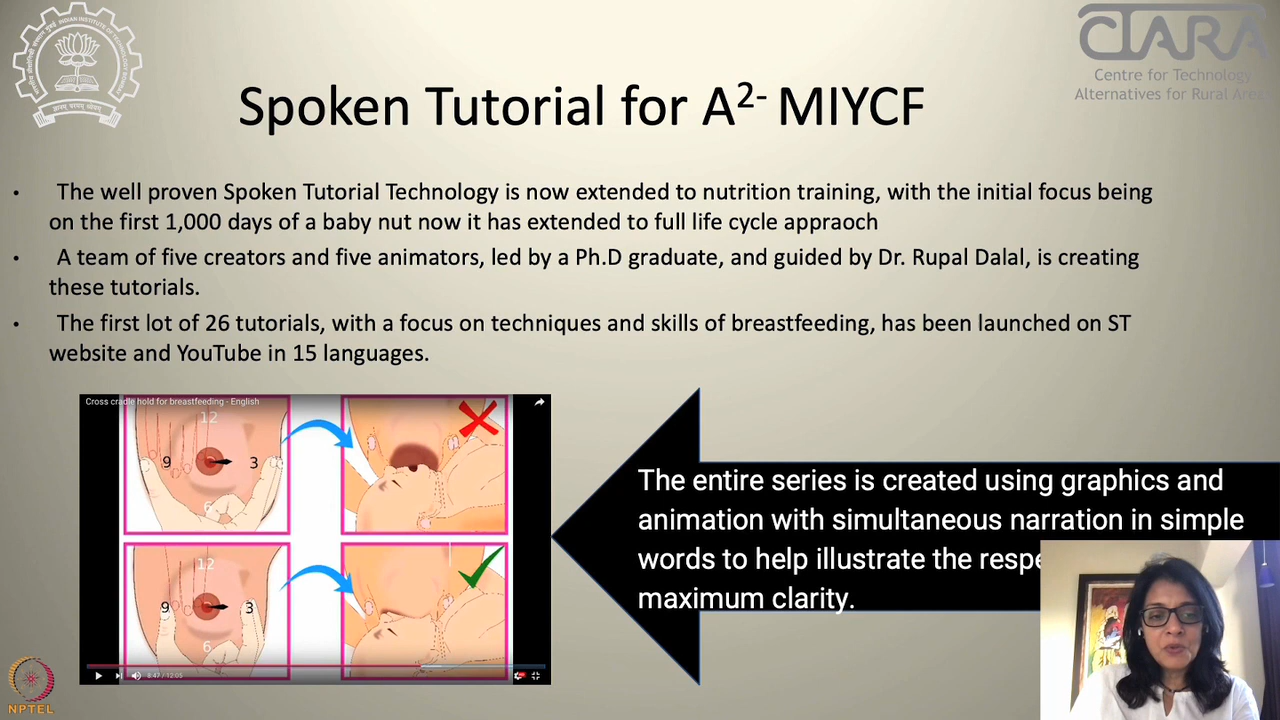 CTARA
Centre for Technology
Alternatives for Rural Areas
Spoken Tutorial for A2- MIYCF
• The well proven Spoken Tutorial Technology is now extended to nutrition training, with the initial focus being
on the first 1,000 days of a baby nut now it has extended to full life cycle appraoch
• A team of five creators and five animators, led by a Ph.D graduate, and guided by Dr. Rupal Dalal, is creating
these tutorials.
• The first lot of 26 tutorials, with a focus on techniques and skills of breastfeeding, has been launched on ST
website and YouTube in 15 languages.
Cross cradle hold for breastfeeding - English
12
9 3
12
9 3
6
8:47 / 12:05
The entire series is created using graphics and
animation with simultaneous narration in simple
words to help illustrate the
maximum clarity.
NPTEL